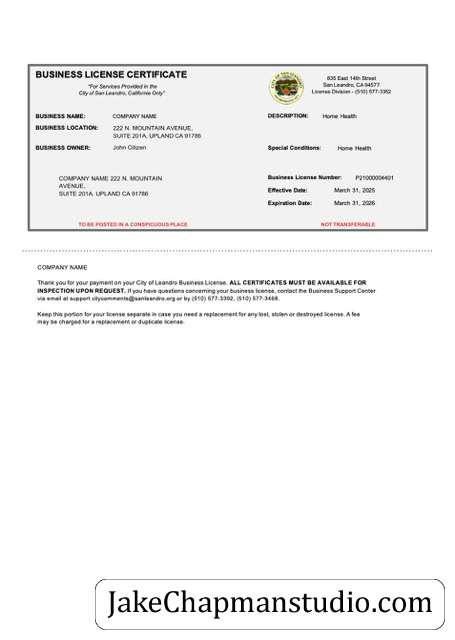 BUSINESS LICENSE CERTIFICATE
"For Services Provided in the
City of San Leandro, California Only"
CITY OF SAN LEANDRO
835 East 14th Street
San Leandro, CA 94577
License Division - (510) 577-3392
BUSINESS NAME: COMPANY NAME
DESCRIPTION: Home Health
BUSINESS LOCATION: 222 N. MOUNTAIN AVENUE,
SUITE 201A, UPLAND CA 91786
BUSINESS OWNER: John Citizen
Special Conditions: Home Health
COMPANY NAME 222 N. MOUNTAIN
AVENUE,
SUITE 201A, UPLAND CA 91786
Business License Number: P21000004401
Effective Date: March 31, 2025
Expiration Date: March 31, 2026
TO BE POSTED IN A CONSPICUOUS PLACE
NOT TRANSFERABLE
COMPANY NAME
Thank you for your payment on your City of Leandro Business License. ALL CERTIFICATES MUST BE AVAILABLE FOR
INSPECTION UPON REQUEST. If you have questions concerning your business license, contact the Business Support Center
via email at support citycomments@sanleandro.org or by (510) 577-3392, (510) 577-3468.
Keep this portion for your license separate in case you need a replacement for any lost, stolen or destroyed license. A fee
may be charged for a replacement or duplicate license.
JakeChapmanstudio.com